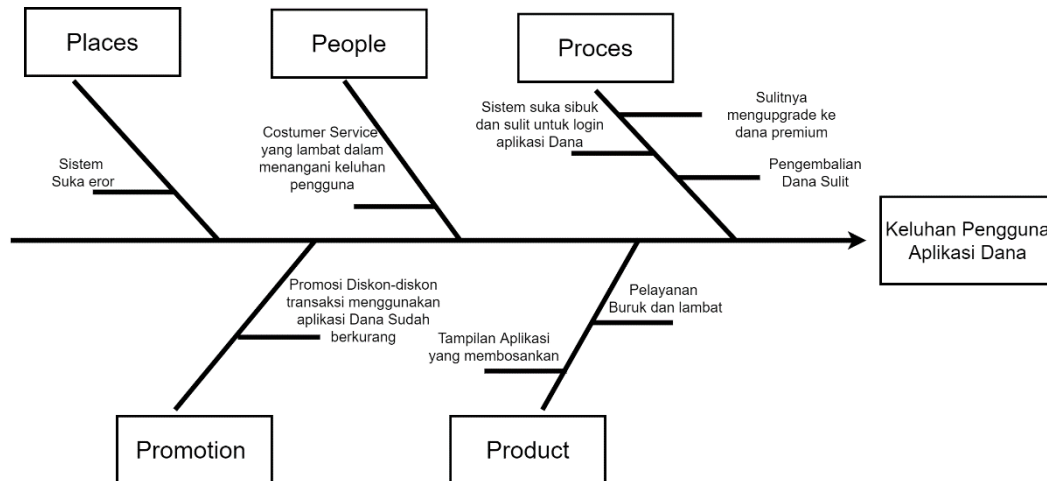 Places
People
Proces
Sistem
Suka eror
Costumer Service
yang lambat dalam
menangani keluhan
pengguna
Sistem suka sibuk
dan sulit untuk login
aplikasi Dana
Sulitnya
mengupgrade ke
dana premium
Pengembalian
Dana Sulit
Keluhan Pengguna
Aplikasi Dana
Promosi Diskon-diskon
transaksi menggunakan
aplikasi Dana Sudah
berkurang
Tampilan Aplikasi
yang membosankan
Pelayanan
Buruk dan lambat
Promotion
Product